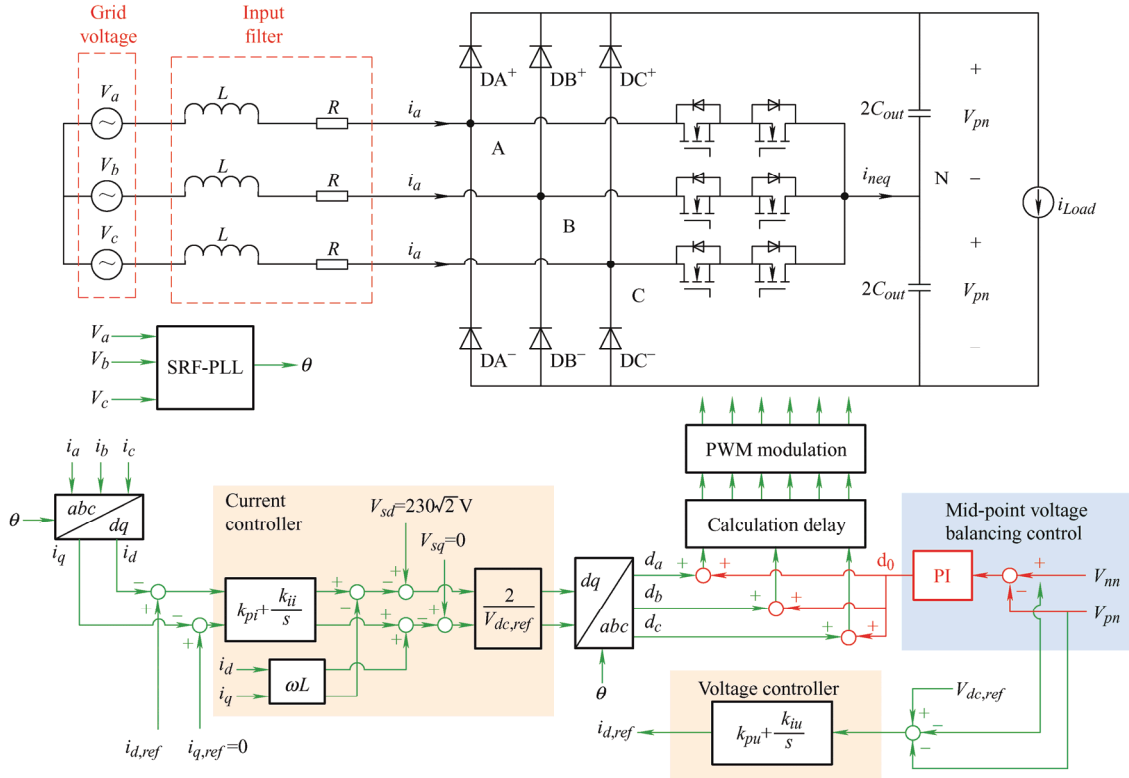 Grid
voltage
Input
filter
DA⁺
DB⁺
DC⁺
V_a
L
R
i_a
A
2C_out
+
V_pn
−
V_b
L
R
i_a
B
i_neq
N
i_Load
V_c
L
R
i_a
C
2C_out
+
V_pn
−
DA⁻
DB⁻
DC⁻
V_a
V_b
V_c
SRF-PLL
θ
PWM modulation
Calculation delay
i_a
i_b
i_c
θ
abc
dq
i_q
i_d
Current
controller
V_sd=230√2 V
V_sq=0
−
+
−
+
k_pi+k_ii/s
+
−
−
+
+
+
−
+
2/V_dc,ref
i_d
i_q
ωL
i_d,ref
i_q,ref=0
dq
abc
θ
d_a
d_b
d_c
+
+
+
+
+
+
d_0
Mid-point voltage
balancing control
PI
+
−
V_nn
V_pn
Voltage controller
k_pu+k_iu/s
i_d,ref
V_dc,ref
+
−
−